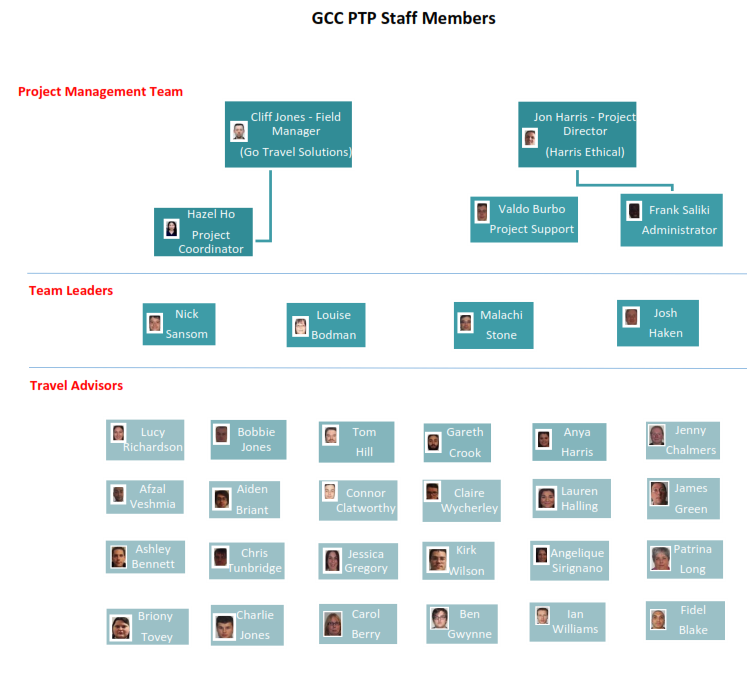 GCC PTP Staff Members
Project Management Team
Cliff Jones - Field
Manager
(Go Travel Solutions)
Jon Harris - Project
Director
(Harris Ethical)
Hazel Ho
Project
Coordinator
Valdo Burbo
Project Support
Frank Saliki
Administrator
Team Leaders
Nick
Sansom
Louise
Bodman
Malachi
Stone
Josh
Haken
Travel Advisors
Lucy
Richardson
Bobbie
Jones
Tom
Hill
Gareth
Crook
Anya
Harris
Jenny
Chalmers
Afzal
Veshmia
Aiden
Briant
Connor
Clatworthy
Claire
Wycherley
Lauren
Halling
James
Green
Ashley
Bennett
Chris
Tunbridge
Jessica
Gregory
Kirk
Wilson
Angelique
Sirignano
Patrina
Long
Briony
Tovey
Charlie
Jones
Carol
Berry
Ben
Gwynne
Ian
Williams
Fidel
Blake